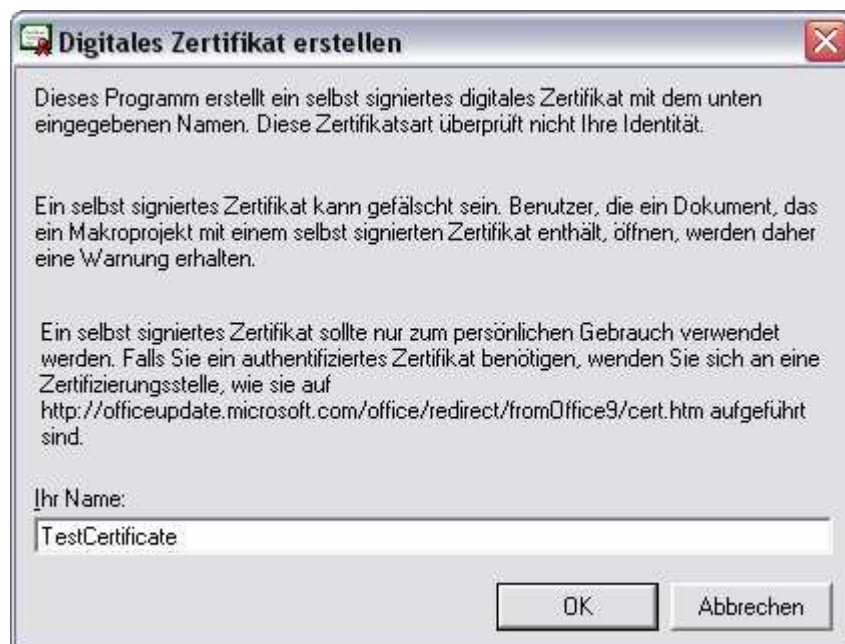 Digitales Zertifikat erstellen
Dieses Programm erstellt ein selbst signiertes digitales Zertifikat mit dem unten
eingegebenen Namen. Diese Zertifikatsart überprüft nicht Ihre Identität.
Ein selbst signiertes Zertifikat kann gefälscht sein. Benutzer, die ein Dokument, das
ein Makroprojekt mit einem selbst signierten Zertifikat enthält, öffnen, werden daher
eine Warnung erhalten.
Ein selbst signiertes Zertifikat sollte nur zum persönlichen Gebrauch verwendet
werden. Falls Sie ein authentifiziertes Zertifikat benötigen, wenden Sie sich an eine
Zertifizierungsstelle, wie sie auf
http://officeupdate.microsoft.com/office/redirect/fromOffice9/cert.htm aufgeführt
sind.
Ihr Name:
TestCertificate
OK Abbrechen